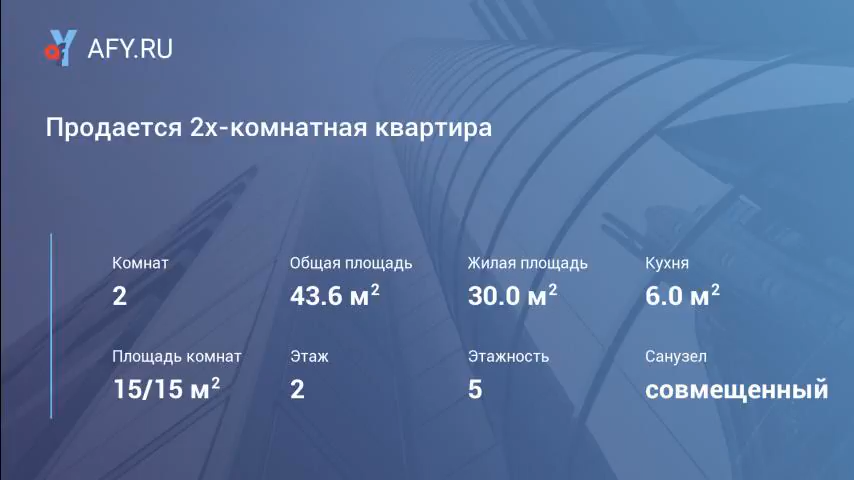 AFY.RU
Продается 2х-комнатная квартира
Комнат Общая площадь Жилая площадь Кухня
2 43.6 м² 30.0 м² 6.0 м²
Площадь комнат Этаж Этажность Санузел
15/15 м² 2 5 совмещенный